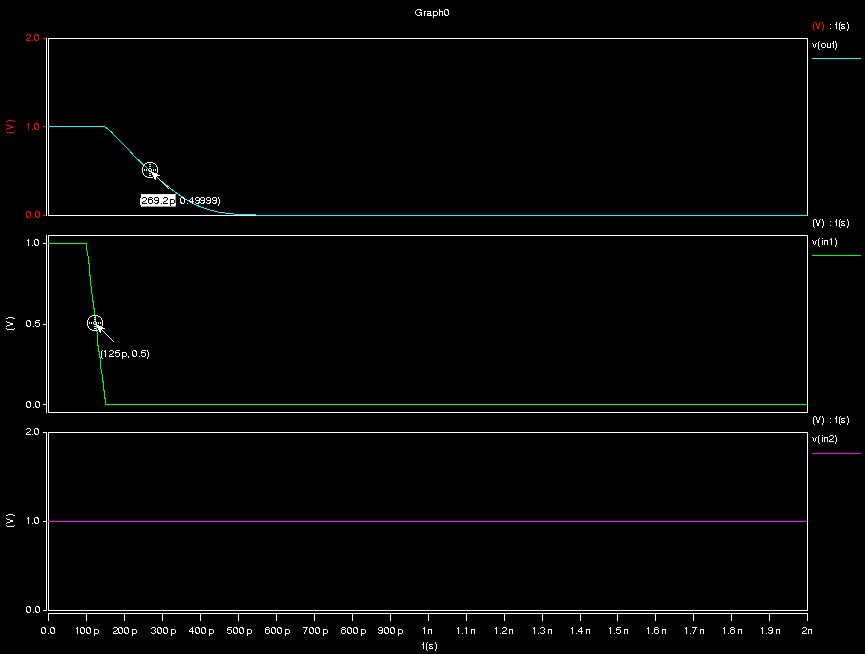 Graph0
(V) : t(s)
v(out)
2.0
1.0
0.0
(V)
269.2p, 0.49999)
(V) : t(s)
v(in1)
1.0
0.5
0.0
(V)
(125p, 0.5)
(V) : t(s)
v(in2)
2.0
1.0
0.0
(V)
0.0 100p 200p 300p 400p 500p 600p 700p 800p 900p 1n 1.1n 1.2n 1.3n 1.4n 1.5n 1.6n 1.7n 1.8n 1.9n 2n
t(s)